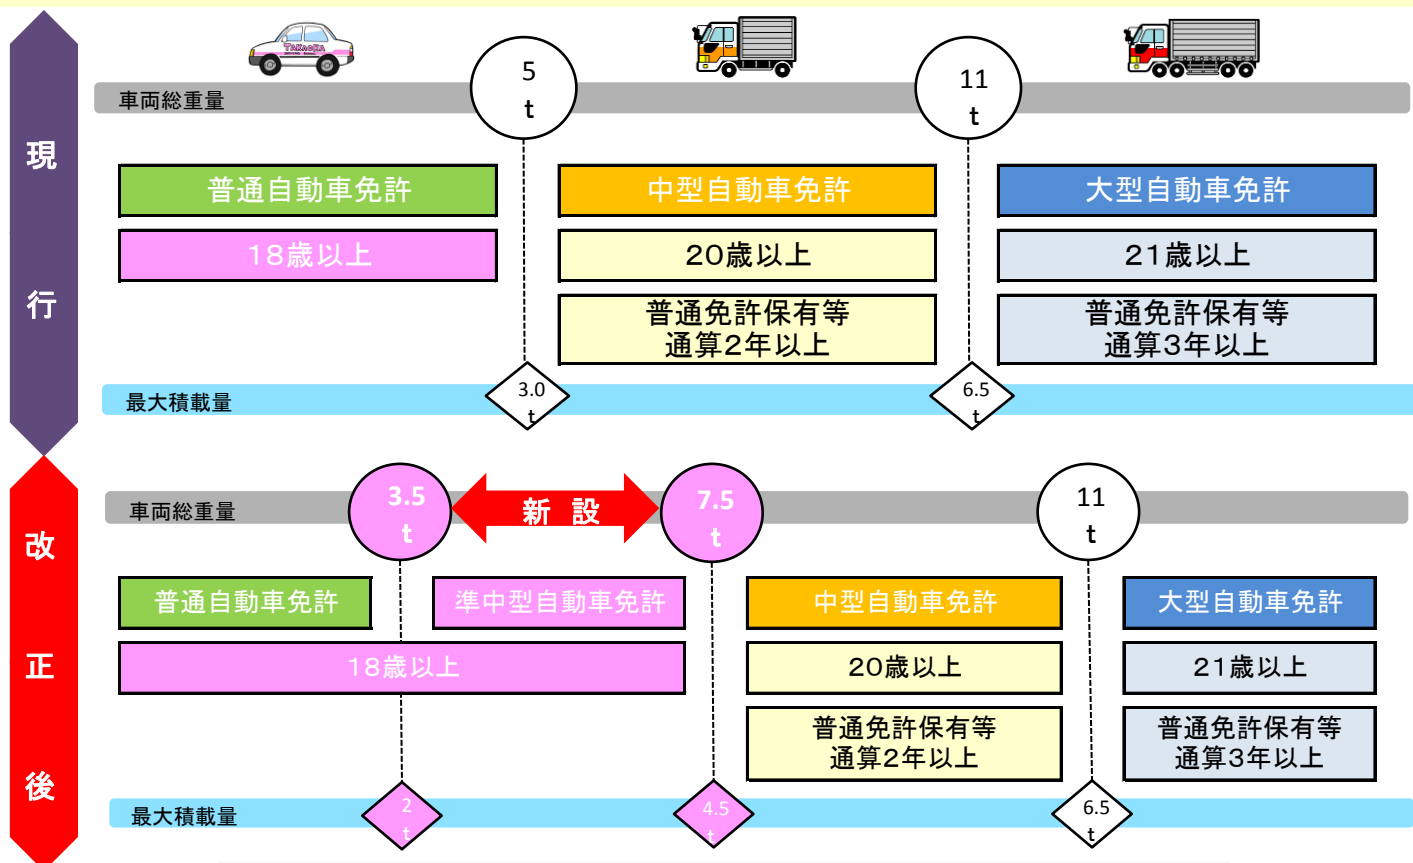 現
行
TAKAOKA
5
t
11
t
車両総重量
普通自動車免許
中型自動車免許
大型自動車免許
18歳以上
20歳以上
21歳以上
普通免許保有等
通算2年以上
普通免許保有等
通算3年以上
最大積載量
3.0
t
6.5
t
改
正
後
車両総重量
3.5
t
新 設
7.5
t
11
t
普通自動車免許
準中型自動車免許
中型自動車免許
大型自動車免許
18歳以上
20歳以上
21歳以上
普通免許保有等
通算2年以上
普通免許保有等
通算3年以上
最大積載量
2
t
4.5
t
6.5
t